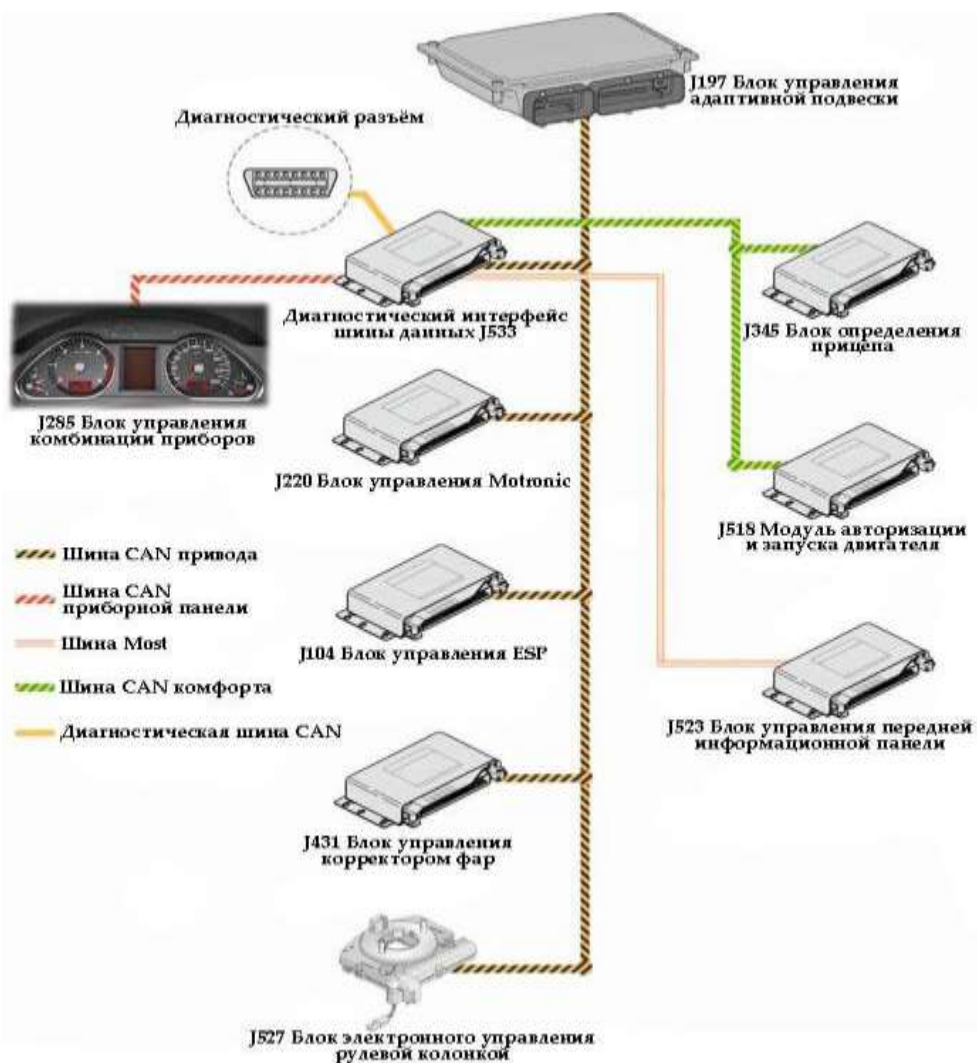 J197 Блок управления
адаптивной подвески
Диагностический разъём
Диагностический интерфейс
шины данных J533
J345 Блок определения
прицепа
J285 Блок управления
комбинации приборов
J220 Блок управления Motronic
J518 Модуль авторизации
и запуска двигателя
Шина CAN привода
Шина CAN
приборной панели
Шина Most
Шина CAN комфорта
Диагностическая шина CAN
J104 Блок управления ESP
J523 Блок управления передней
информационной панели
J431 Блок управления
корректором фар
J527 Блок электронного управления
рулевой колонкой